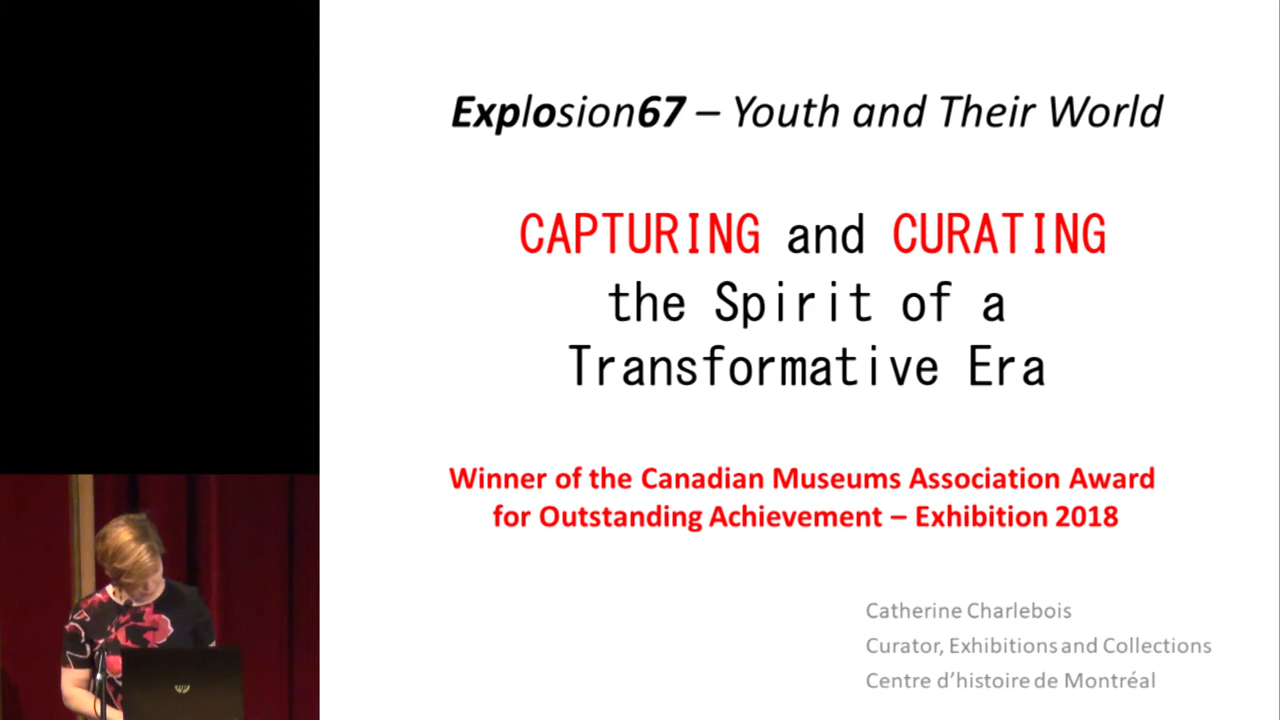 Explosion67 – Youth and Their World
CAPTURING and CURATING
the Spirit of a
Transformative Era
Winner of the Canadian Museums Association Award
for Outstanding Achievement – Exhibition 2018
Catherine Charlebois
Curator, Exhibitions and Collections
Centre d'histoire de Montréal